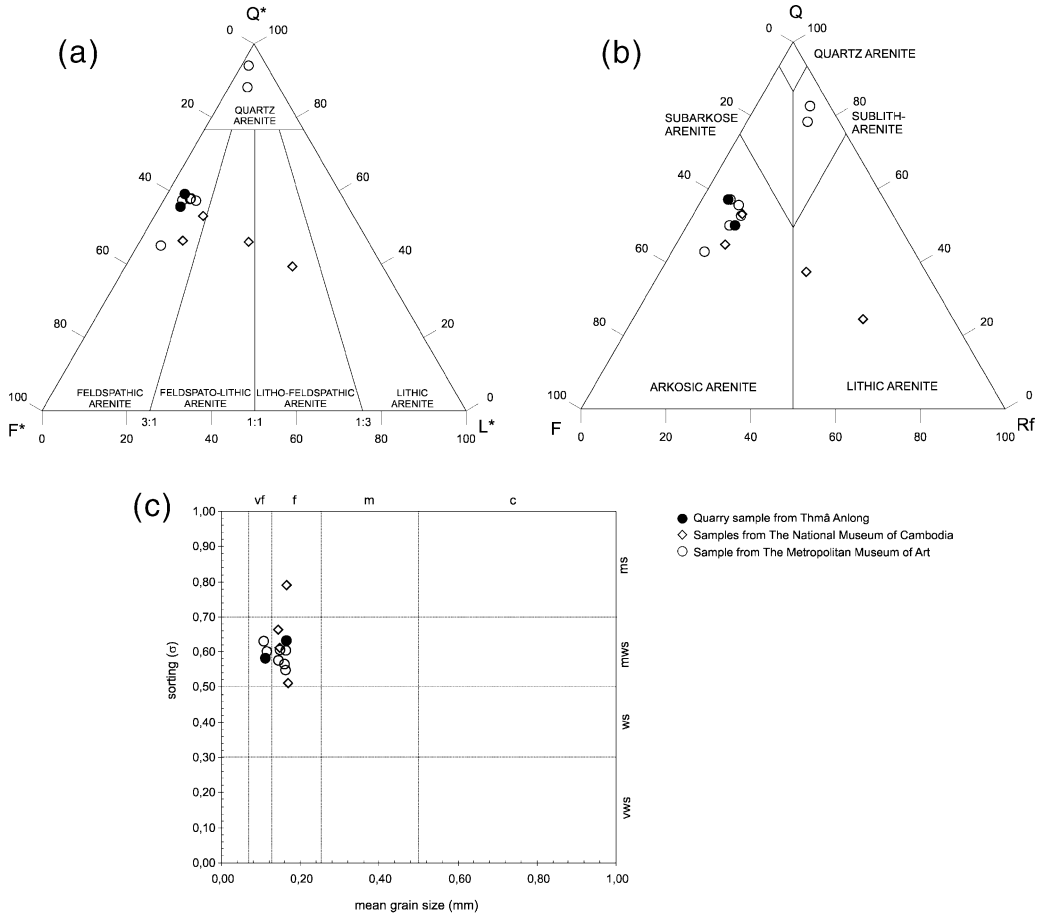 (a)
Q*
0 100
20 80
QUARTZ
ARENITE
40 60
60 40
80 20
FELDSPATHIC
ARENITE
FELDSPATO-LITHIC
ARENITE
LITHO-FELDSPATHIC
ARENITE
LITHIC
ARENITE
100 0
F* 3:1 1:1 1:3 L*
0 20 40 60 80 100
(b)
Q
0 100
QUARTZ ARENITE
20 80
SUBARKOSE
ARENITE
SUBLITH-
ARENITE
40 60
60 40
80 20
ARKOSIC ARENITE LITHIC ARENITE
100 0
F Rf
0 20 40 60 80 100
(c)
vf f m c
1,00
0,90
0,80
0,70
0,60
0,50
0,40
0,30
0,20
0,10
0,00
sorting (σ)
ms
mws
ws
vws
0,00 0,20 0,40 0,60 0,80 1,00
mean grain size (mm)
Quarry sample from Thmâ Anlong
Samples from The National Museum of Cambodia
Sample from The Metropolitan Museum of Art